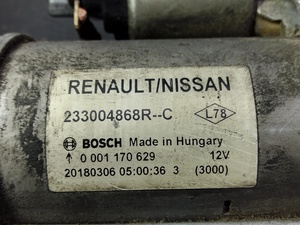 RENAULT/NISSAN
233004868R--C
L78
BOSCH Made in Hungary
↑ 0 001 170 629 12V
20180306 05:00:36 3 (3000)